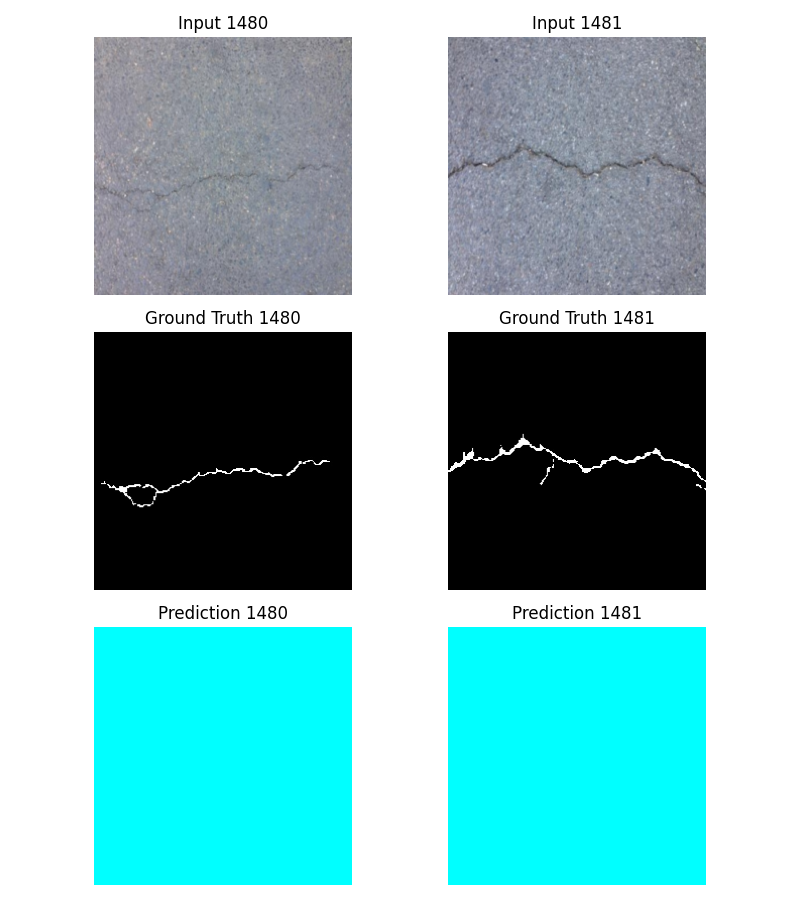 Input 1480
Input 1481
Ground Truth 1480
Ground Truth 1481
Prediction 1480
Prediction 1481